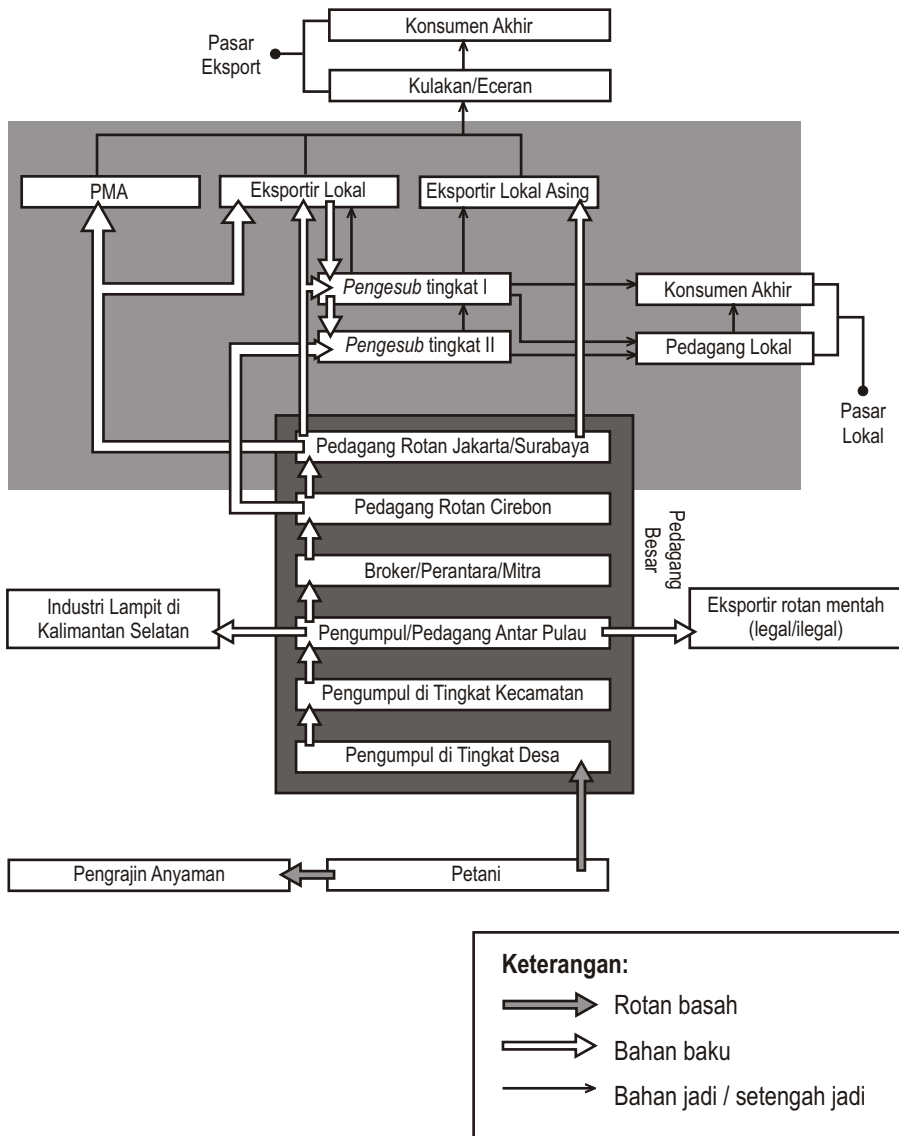 Konsumen Akhir
Pasar
Eksport
Kulakan/Eceran
PMA
Eksportir Lokal
Eksportir Lokal Asing
Pengesub tingkat I
Konsumen Akhir
Pengesub tingkat II
Pedagang Lokal
Pasar
Lokal
Pedagang Rotan Jakarta/Surabaya
Pedagang Rotan Cirebon
Pedagang
Besar
Broker/Perantara/Mitra
Industri Lampit di
Kalimantan Selatan
Pengumpul/Pedagang Antar Pulau
Eksportir rotan mentah
(legal/ilegal)
Pengumpul di Tingkat Kecamatan
Pengumpul di Tingkat Desa
Pengrajin Anyaman
Petani
Keterangan:
Rotan basah
Bahan baku
Bahan jadi / setengah jadi